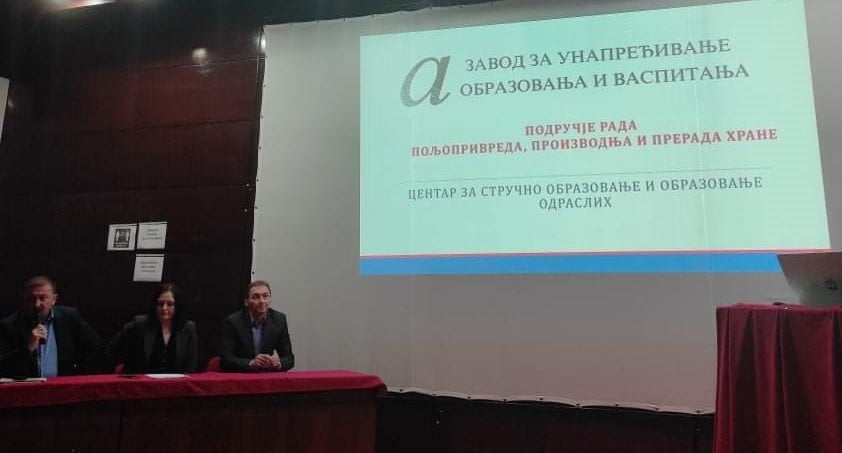 а ЗАВОД ЗА УНАПРЕЂИВАЊЕ
ОБРАЗОВАЊА И ВАСПИТАЊА
ПОДРУЧЈЕ РАДА
ПОЉОПРИВРЕДА, ПРОИЗВОДЊА И ПРЕРАДА ХРАНЕ
ЦЕНТАР ЗА СТРУЧНО ОБРАЗОВАЊЕ И ОБРАЗОВАЊЕ
ОДРАСЛИХ